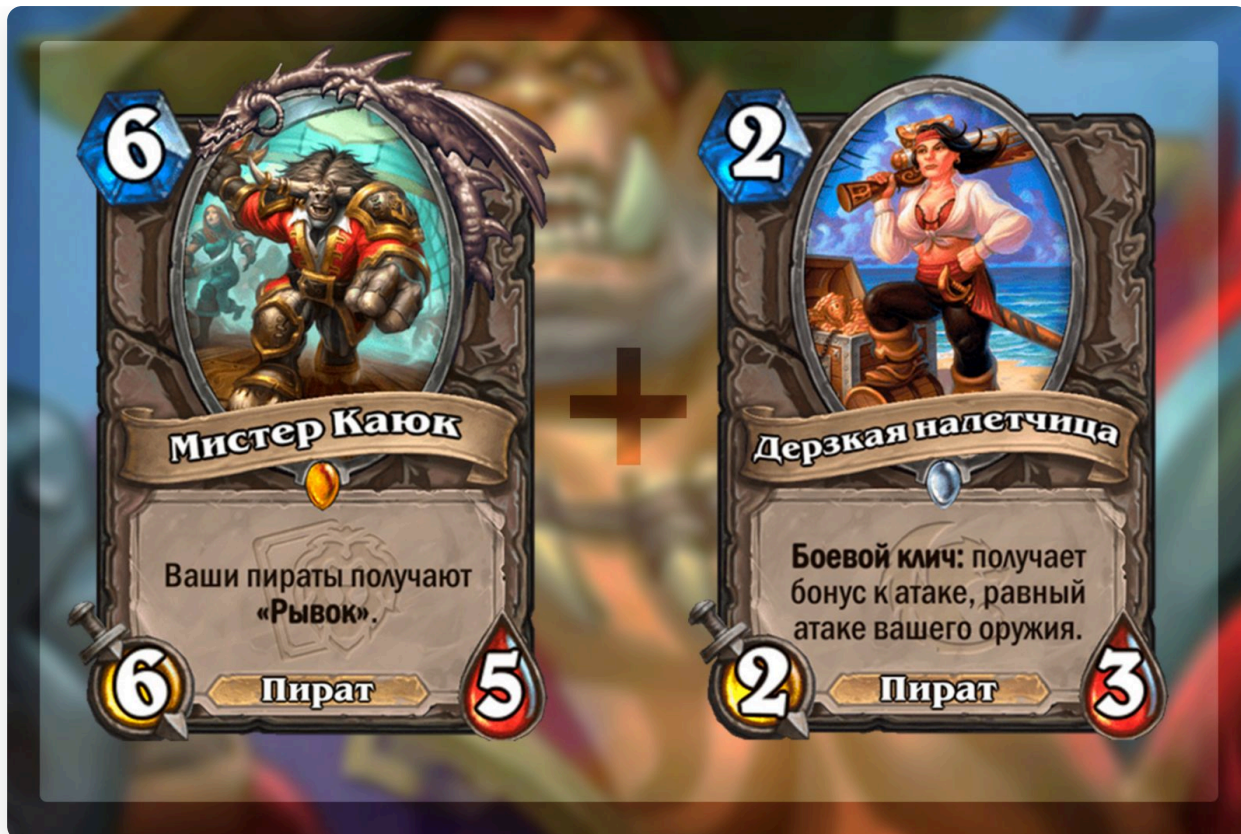 6
Мистер Каюк
Ваши пираты получают
«Рывок».
6
Пират
5
+
2
Дерзкая налетчица
Боевой клич: получает
бонус к атаке, равный
атаке вашего оружия.
2
Пират
3